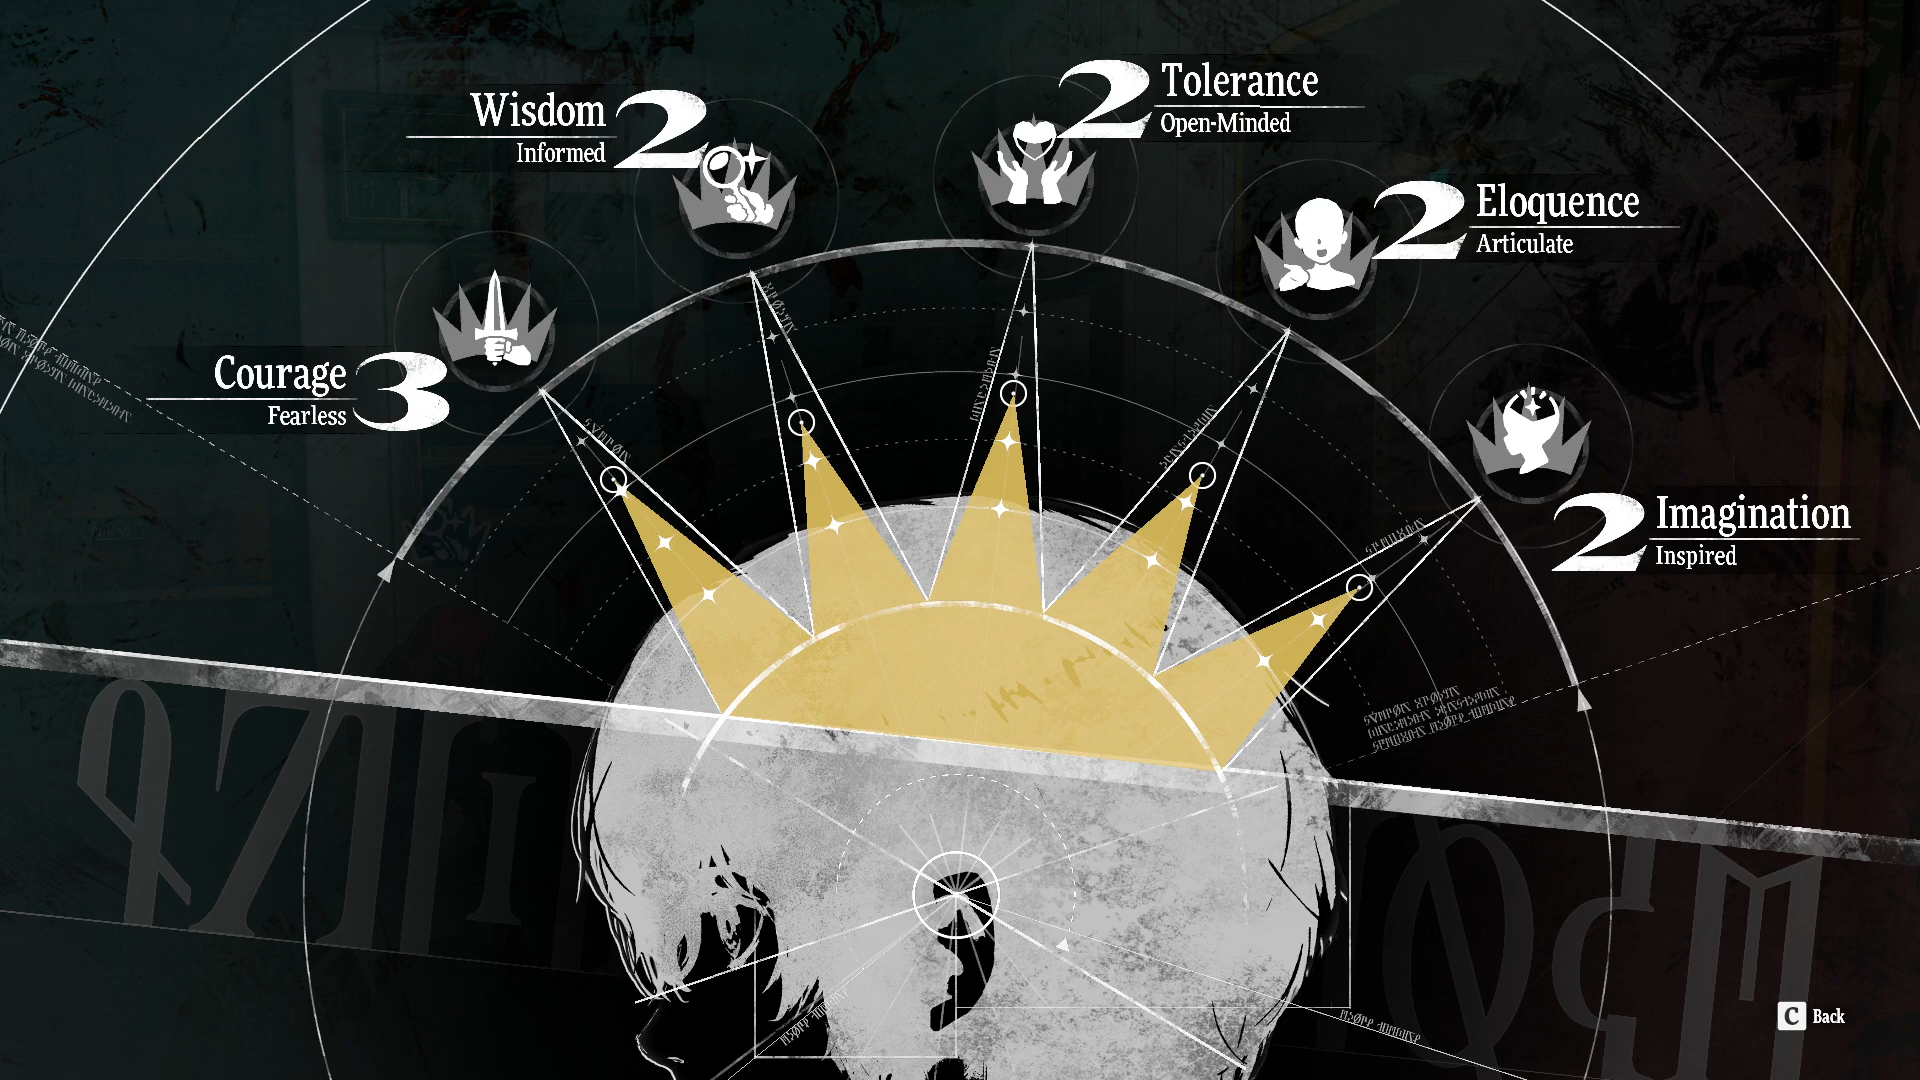 Tolerance
2
Open-Minded
Wisdom
2
Informed
Eloquence
2
Articulate
Courage
3
Fearless
Imagination
2
Inspired
C Back